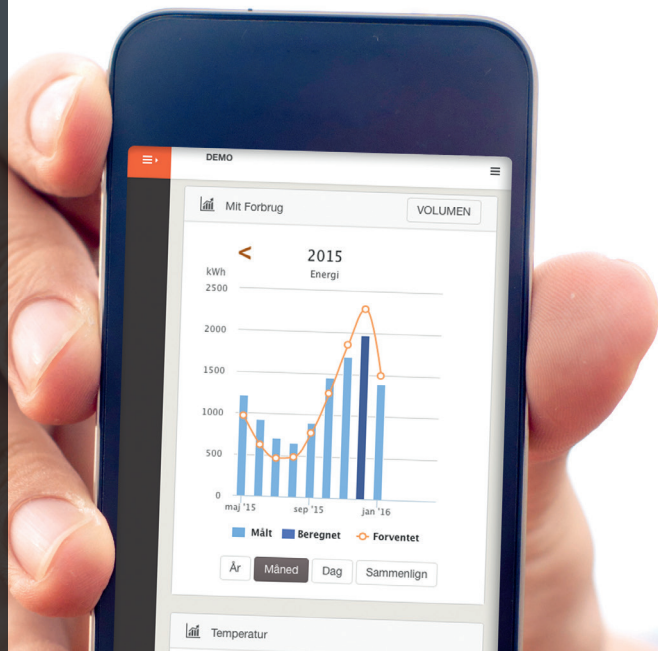 DEMO
Mit Forbrug
VOLUMEN
<
2015
Energi
kWh
2500
2000
1500
1000
500
0
maj '15 sep '15 jan '16
Målt Beregnet Forventet
År Måned Dag Sammenlign
Temperatur